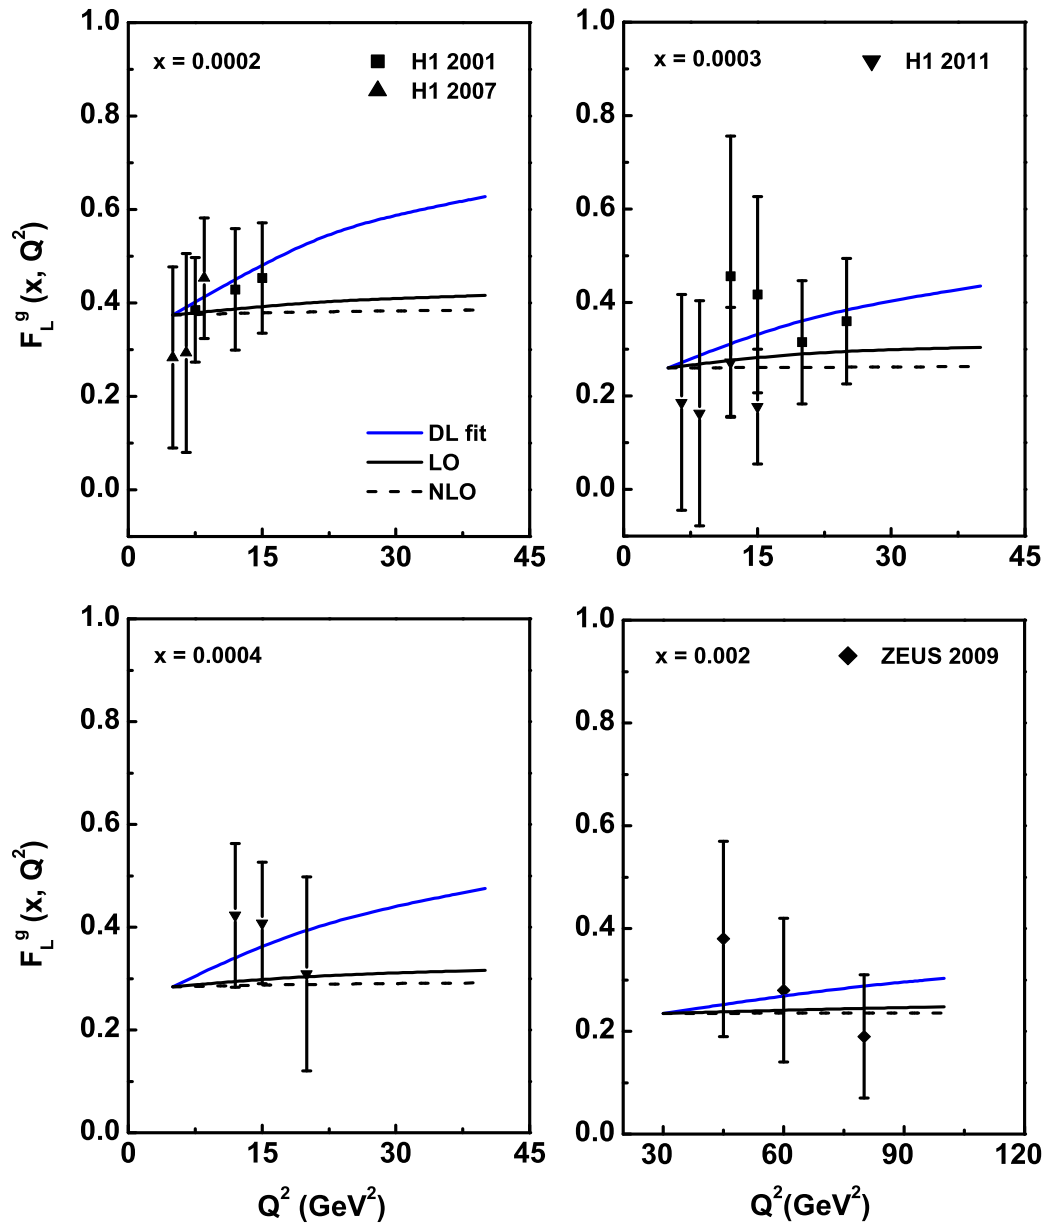 1.0
0.8
0.6
0.4
0.2
0.0
F_L^g (x, Q^2)
x = 0.0002
H1 2001
H1 2007
DL fit
LO
NLO
0 15 30 45
1.0
0.8
0.6
0.4
0.2
0.0
x = 0.0003
H1 2011
0 15 30 45
1.0
0.8
0.6
0.4
0.2
0.0
F_L^g (x, Q^2)
x = 0.0004
0 15 30 45
Q^2 (GeV^2)
1.0
0.8
0.6
0.4
0.2
0.0
x = 0.002
ZEUS 2009
30 60 90 120
Q^2(GeV^2)